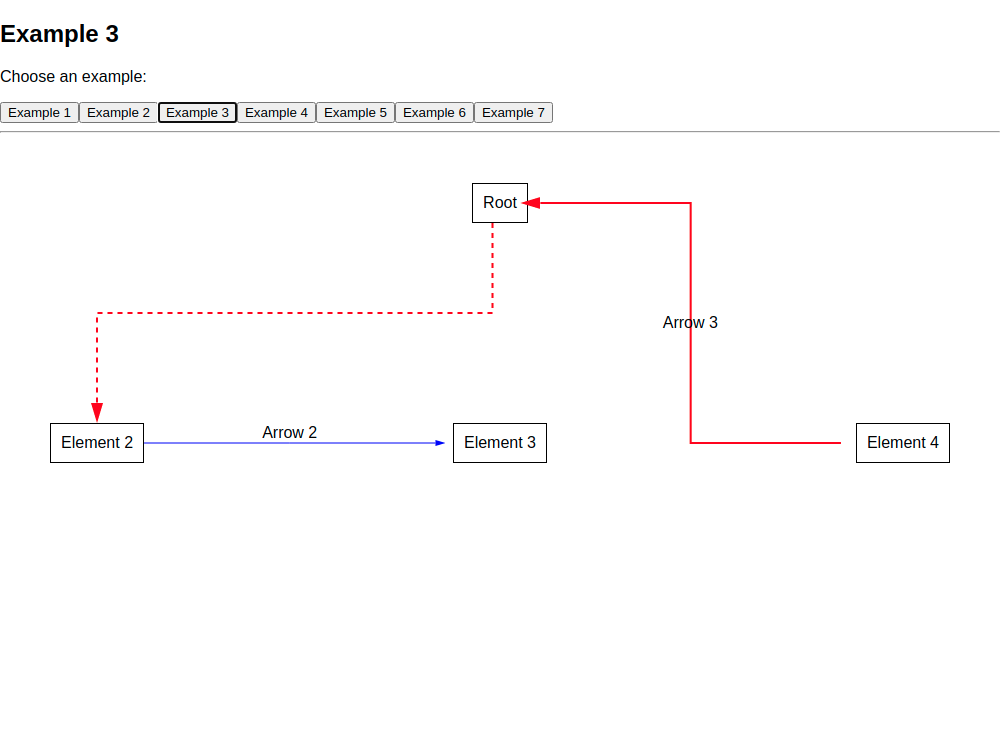 Example 3
Choose an example:
Example 1 Example 2 Example 3 Example 4 Example 5 Example 6 Example 7
Root
Arrow 3
Element 2 Arrow 2 Element 3 Element 4